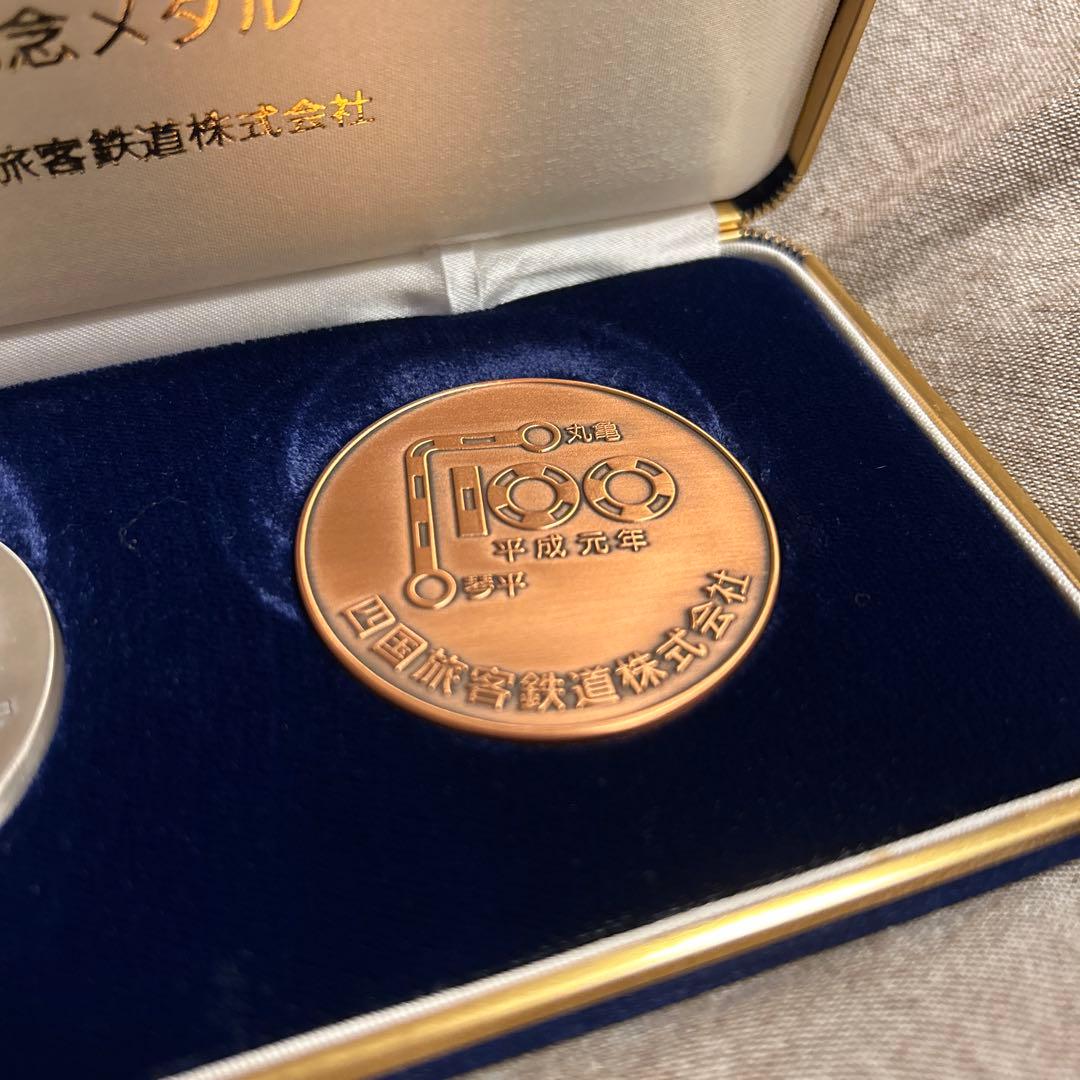 念メダル
旅客鉄道株式会社
丸亀
100
平成元年
琴平
四国旅客鉄道株式会社